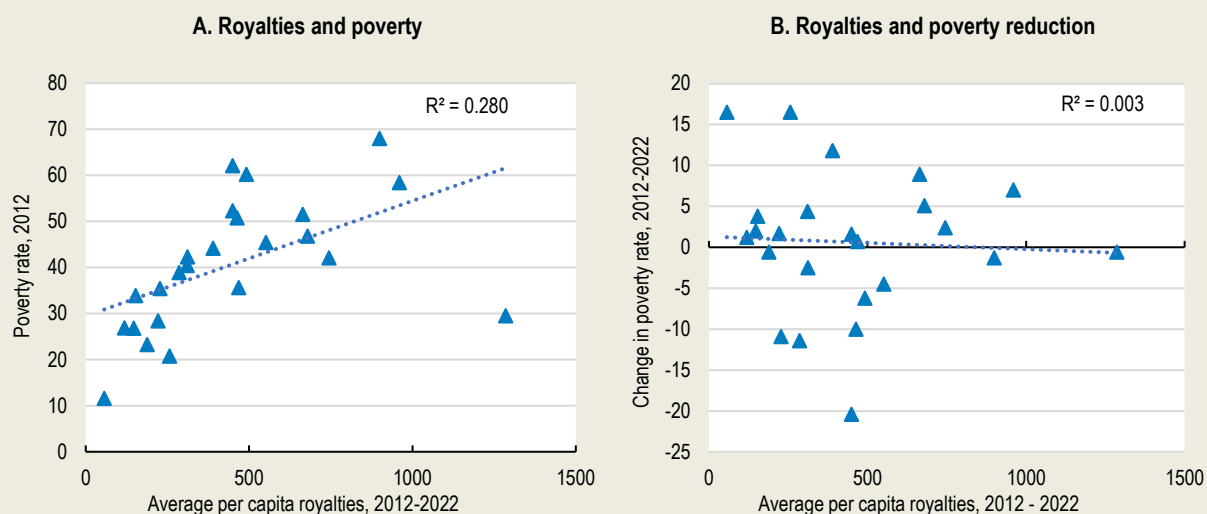 A. Royalties and poverty
R² = 0.280
Poverty rate, 2012
80
70
60
50
40
30
20
10
0
0 500 1000 1500
Average per capita royalties, 2012-2022
B. Royalties and poverty reduction
R² = 0.003
Change in poverty rate, 2012-2022
20
15
10
5
0
-5
-10
-15
-20
-25
0 500 1000 1500
Average per capita royalties, 2012 - 2022